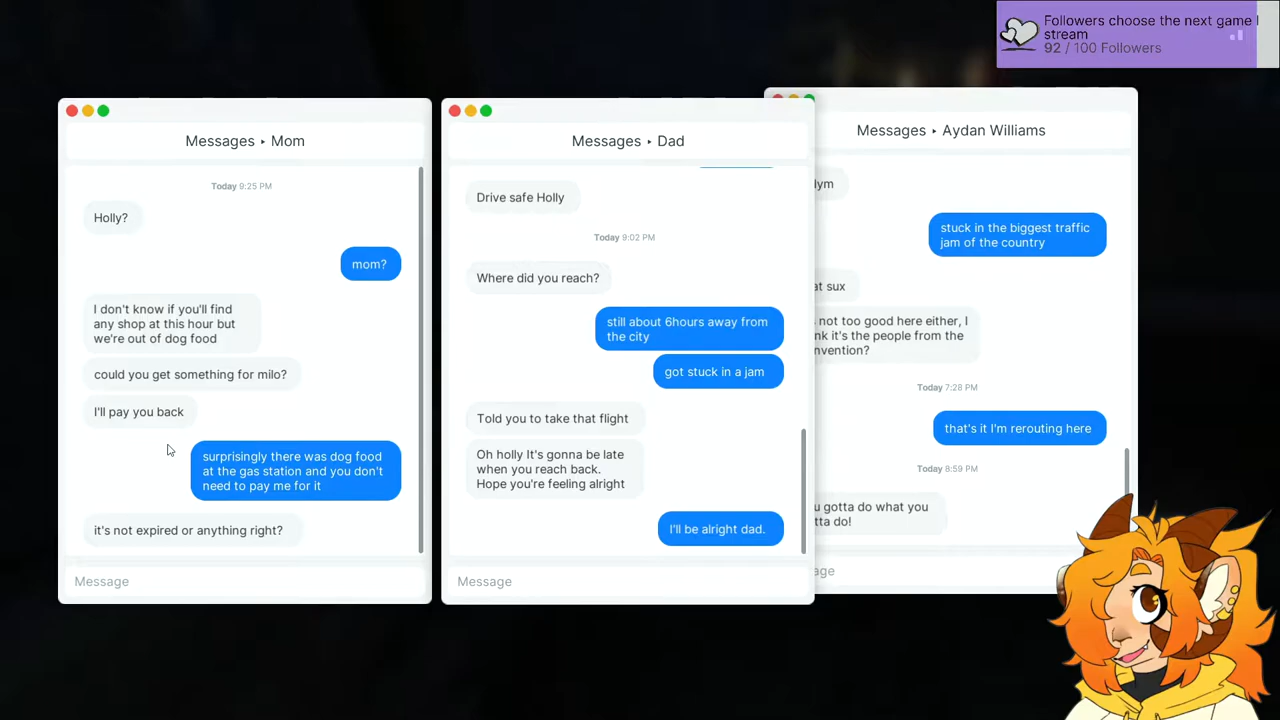 Followers choose the next game I
stream
92 / 100 Followers
Messages ▸ Mom
Today 9:25 PM
Holly?
mom?
I don't know if you'll find
any shop at this hour but
we're out of dog food
could you get something for milo?
I'll pay you back
surprisingly there was dog food
at the gas station and you don't
need to pay me for it
it's not expired or anything right?
Message
Messages ▸ Dad
Drive safe Holly
Today 9:02 PM
Where did you reach?
still about 6hours away from
the city
got stuck in a jam
Told you to take that flight
Oh holly It's gonna be late
when you reach back.
Hope you're feeling alright
I'll be alright dad.
Message
Messages ▸ Aydan Williams
stuck in the biggest traffic
jam of the country
sux
not too good here either, I
it's the people from the
Today 7:28 PM
that's it I'm rerouting here
Today 8:59 PM
gotta do what you
do!